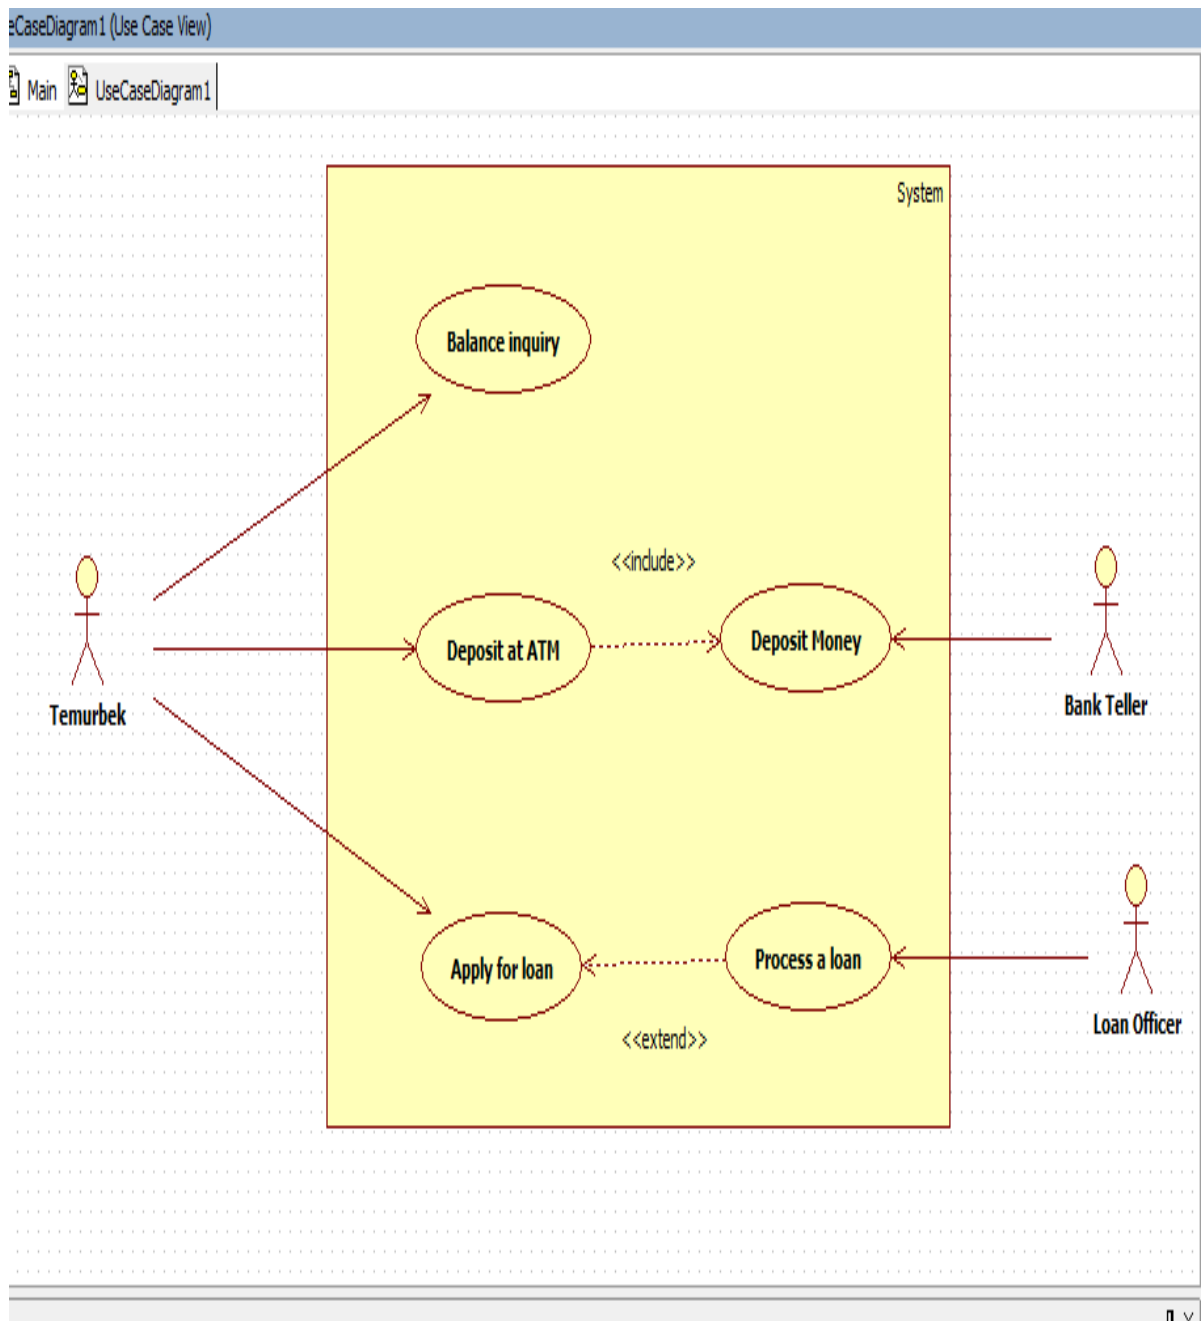 eCaseDiagram1 (Use Case View)
Main UseCaseDiagram1
System
Balance inquiry
<<include>>
Deposit at ATM
Deposit Money
Temurbek
Bank Teller
Apply for loan
Process a loan
<<extend>>
Loan Officer